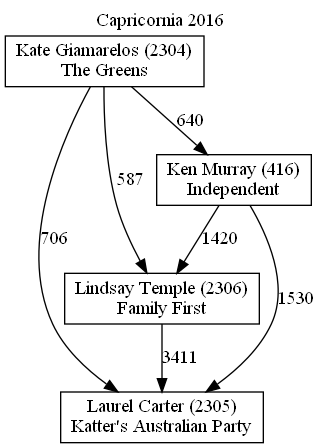 Capricornia 2016
Kate Giamarelos (2304)
The Greens
640
Ken Murray (416)
Independent
587
706
1420
1530
Lindsay Temple (2306)
Family First
3411
Laurel Carter (2305)
Katter's Australian Party